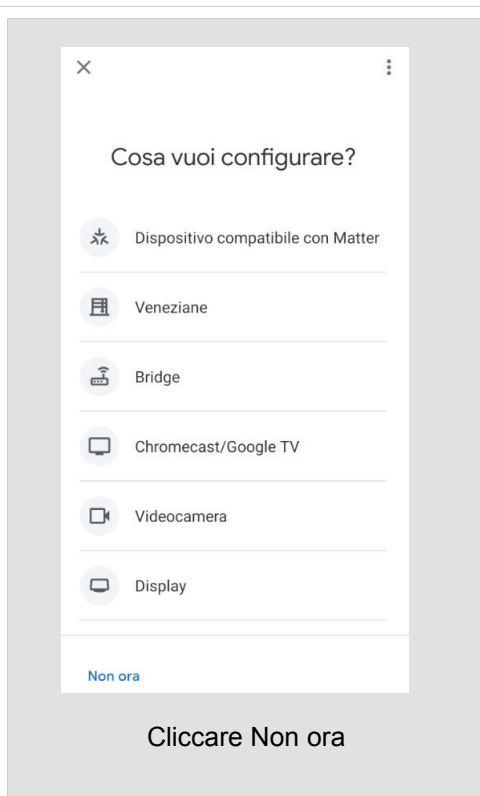 Cosa vuoi configurare?
Dispositivo compatibile con Matter
Veneziane
Bridge
Chromecast/Google TV
Videocamera
Display
Non ora
Cliccare Non ora